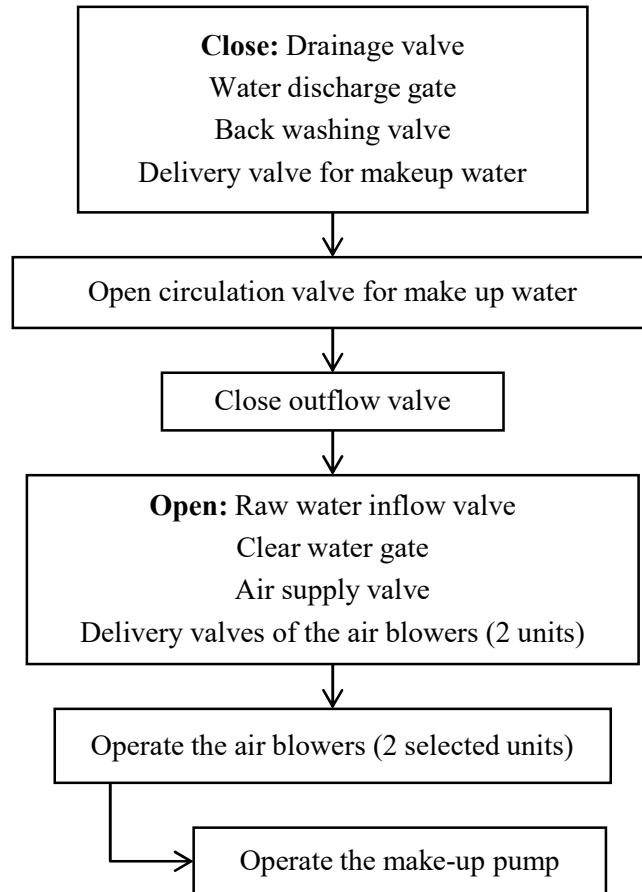 Close: Drainage valve
Water discharge gate
Back washing valve
Delivery valve for makeup water
Open circulation valve for make up water
Close outflow valve
Open: Raw water inflow valve
Clear water gate
Air supply valve
Delivery valves of the air blowers (2 units)
Operate the air blowers (2 selected units)
Operate the make-up pump